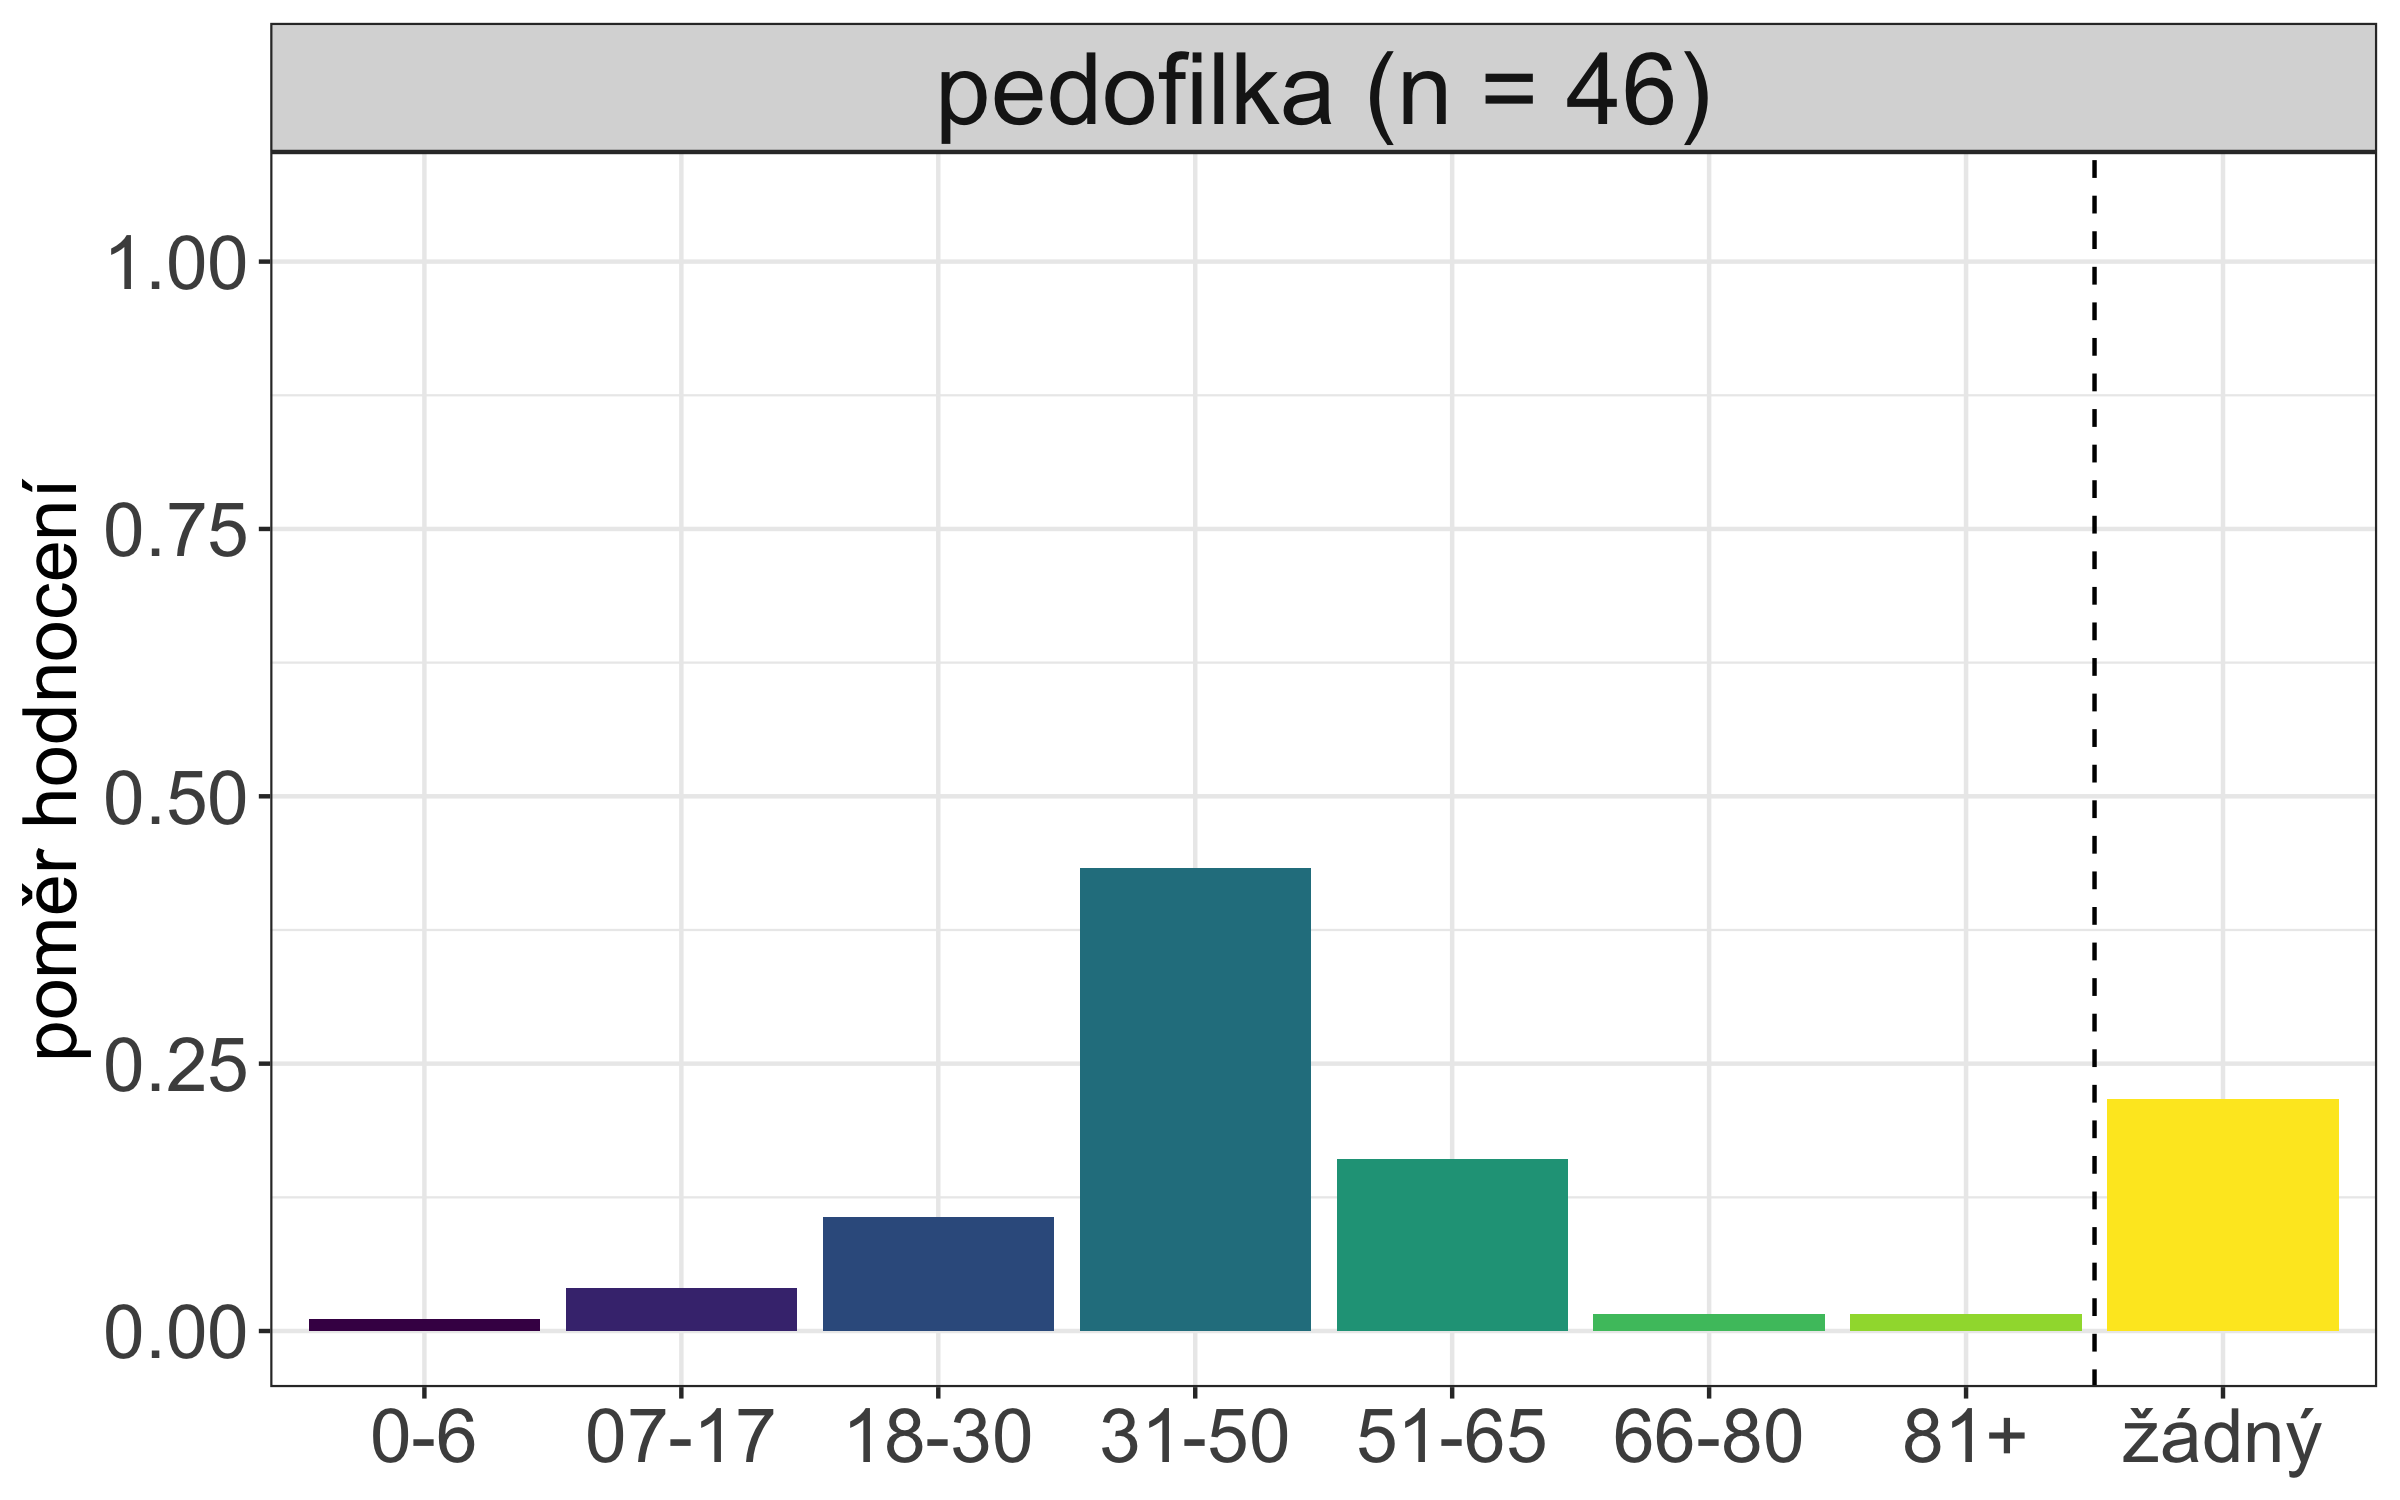 pedofilka (n = 46)
poměr hodnocení
1.00
0.75
0.50
0.25
0.00
0-6 07-17 18-30 31-50 51-65 66-80 81+ žádný